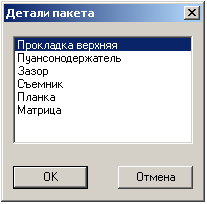 Детали пакета
Прокладка верхняя
Пуансонодержатель
Зазор
Съемник
Планка
Матрица
OK
Отмена